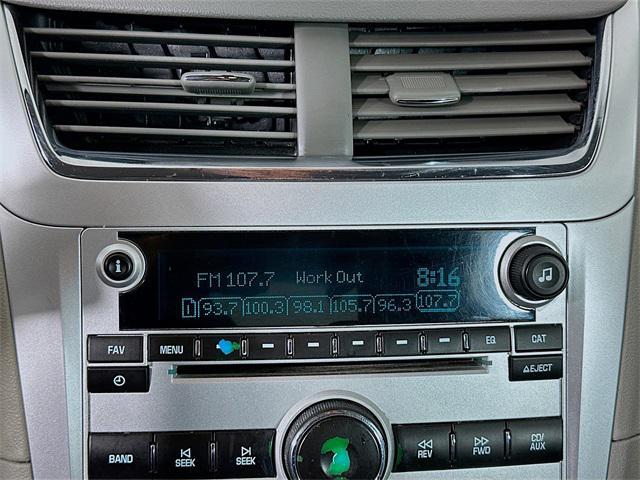 FM 107.7 Work Out 8:16
1 93.7 100.3 98.1 105.7 96.3 107.7
FAV MENU EQ CAT
EJECT
BAND SEEK SEEK REV FWD CD/AUX